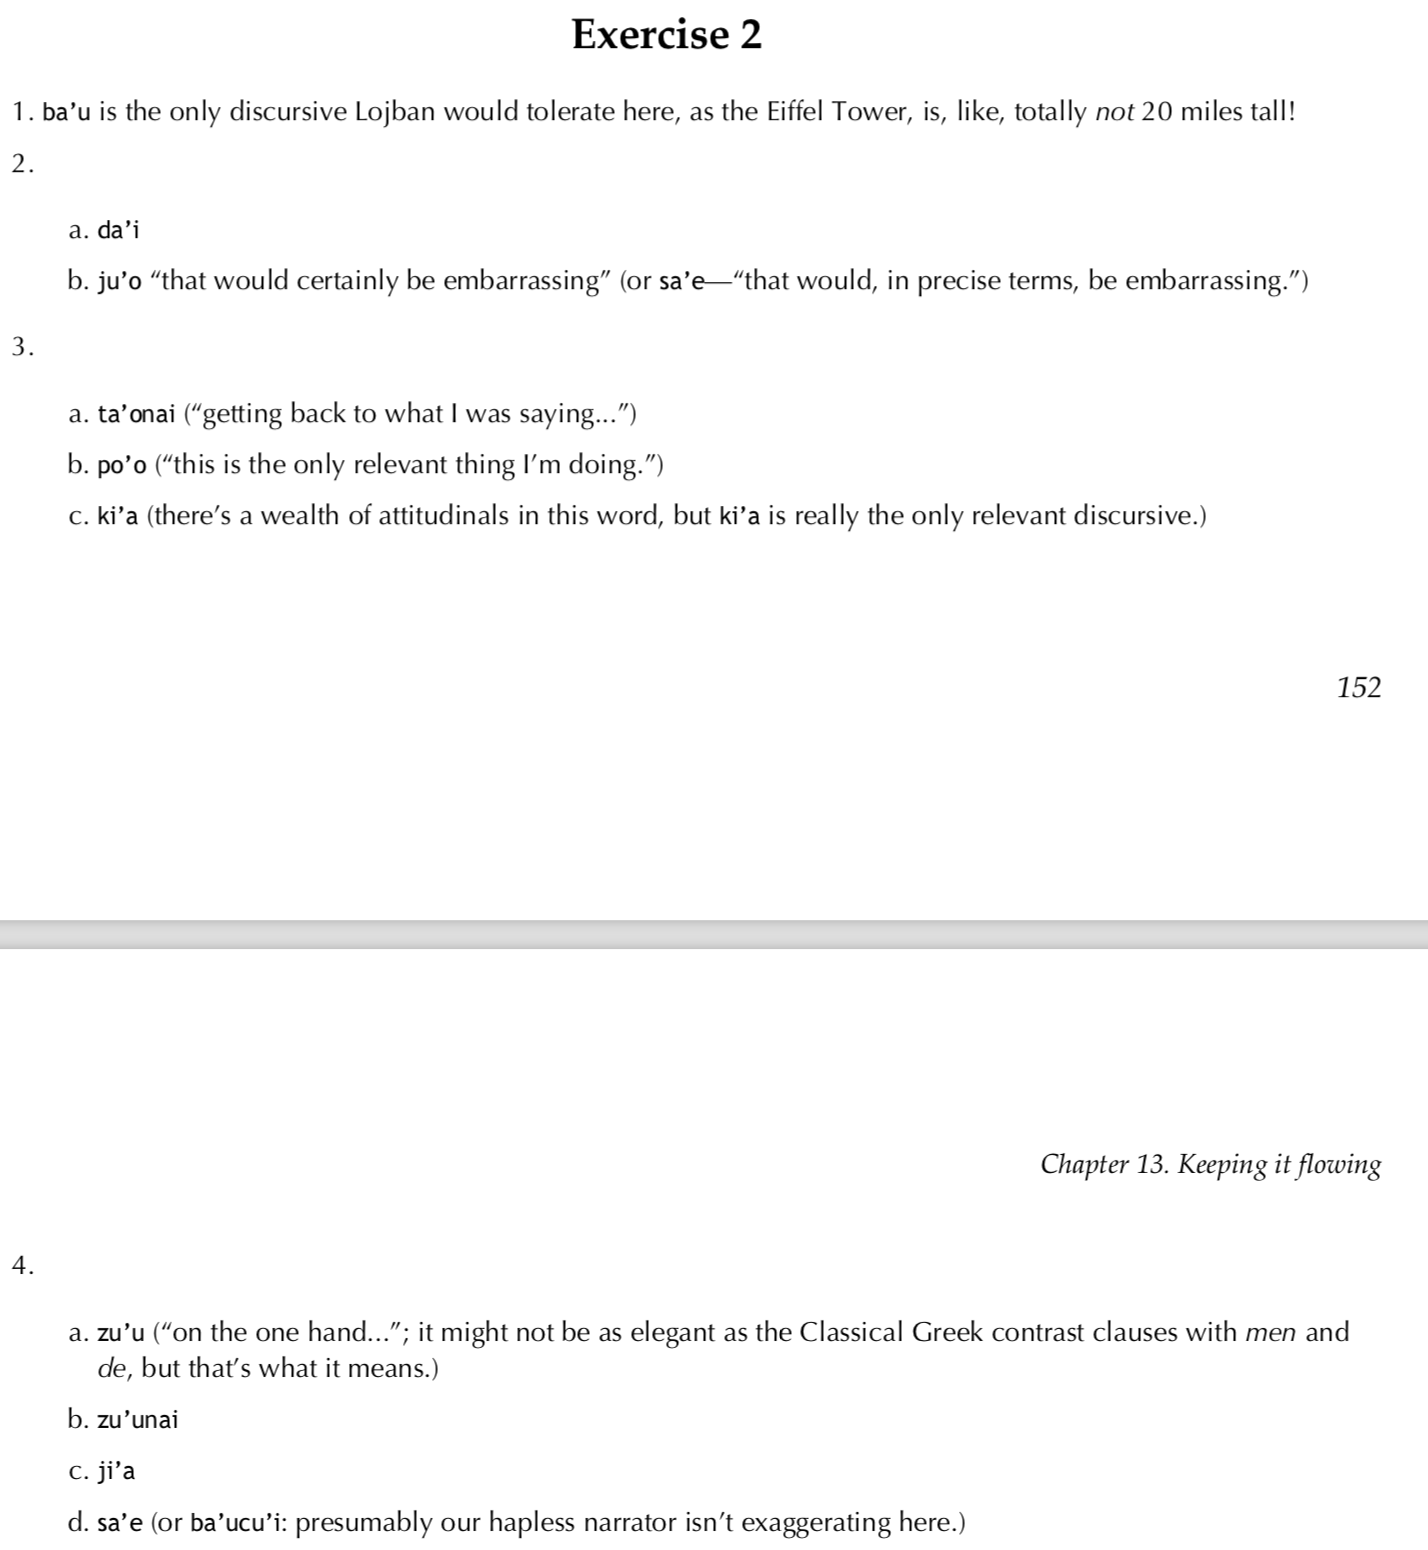 Exercise 2
1. ba’u is the only discursive Lojban would tolerate here, as the Eiffel Tower, is, like, totally not 20 miles tall!
2.
a. da’i
b. ju’o “that would certainly be embarrassing” (or sa’e—“that would, in precise terms, be embarrassing.”)
3.
a. ta’onai (“getting back to what I was saying...”)
b. po’o (“this is the only relevant thing I’m doing.”)
c. ki’a (there’s a wealth of attitudinals in this word, but ki’a is really the only relevant discursive.)
152
Chapter 13. Keeping it flowing
4.
a. zu’u (“on the one hand...”; it might not be as elegant as the Classical Greek contrast clauses with men and
de, but that’s what it means.)
b. zu’unai
c. ji’a
d. sa’e (or ba’ucu’i: presumably our hapless narrator isn’t exaggerating here.)